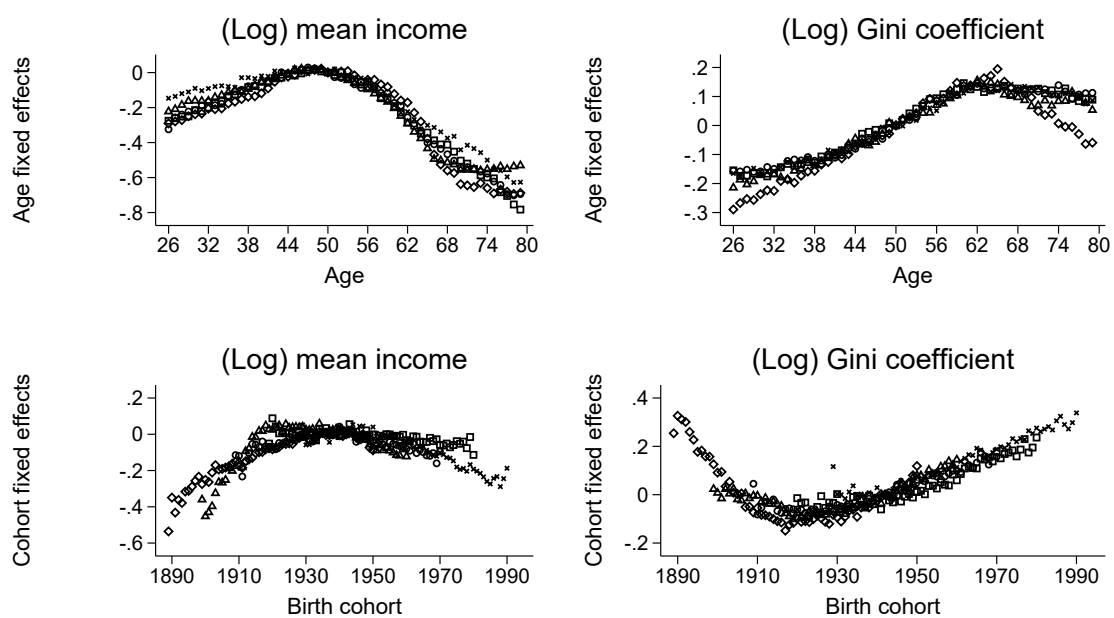 (Log) mean income
Age fixed effects
0
-.2
-.4
-.6
-.8
26 32 38 44 50 56 62 68 74 80
Age
(Log) Gini coefficient
Age fixed effects
.2
.1
0
-.1
-.2
-.3
26 32 38 44 50 56 62 68 74 80
Age
(Log) mean income
Cohort fixed effects
.2
0
-.2
-.4
-.6
1890 1910 1930 1950 1970 1990
Birth cohort
(Log) Gini coefficient
Cohort fixed effects
.4
.2
0
-.2
1890 1910 1930 1950 1970 1990
Birth cohort